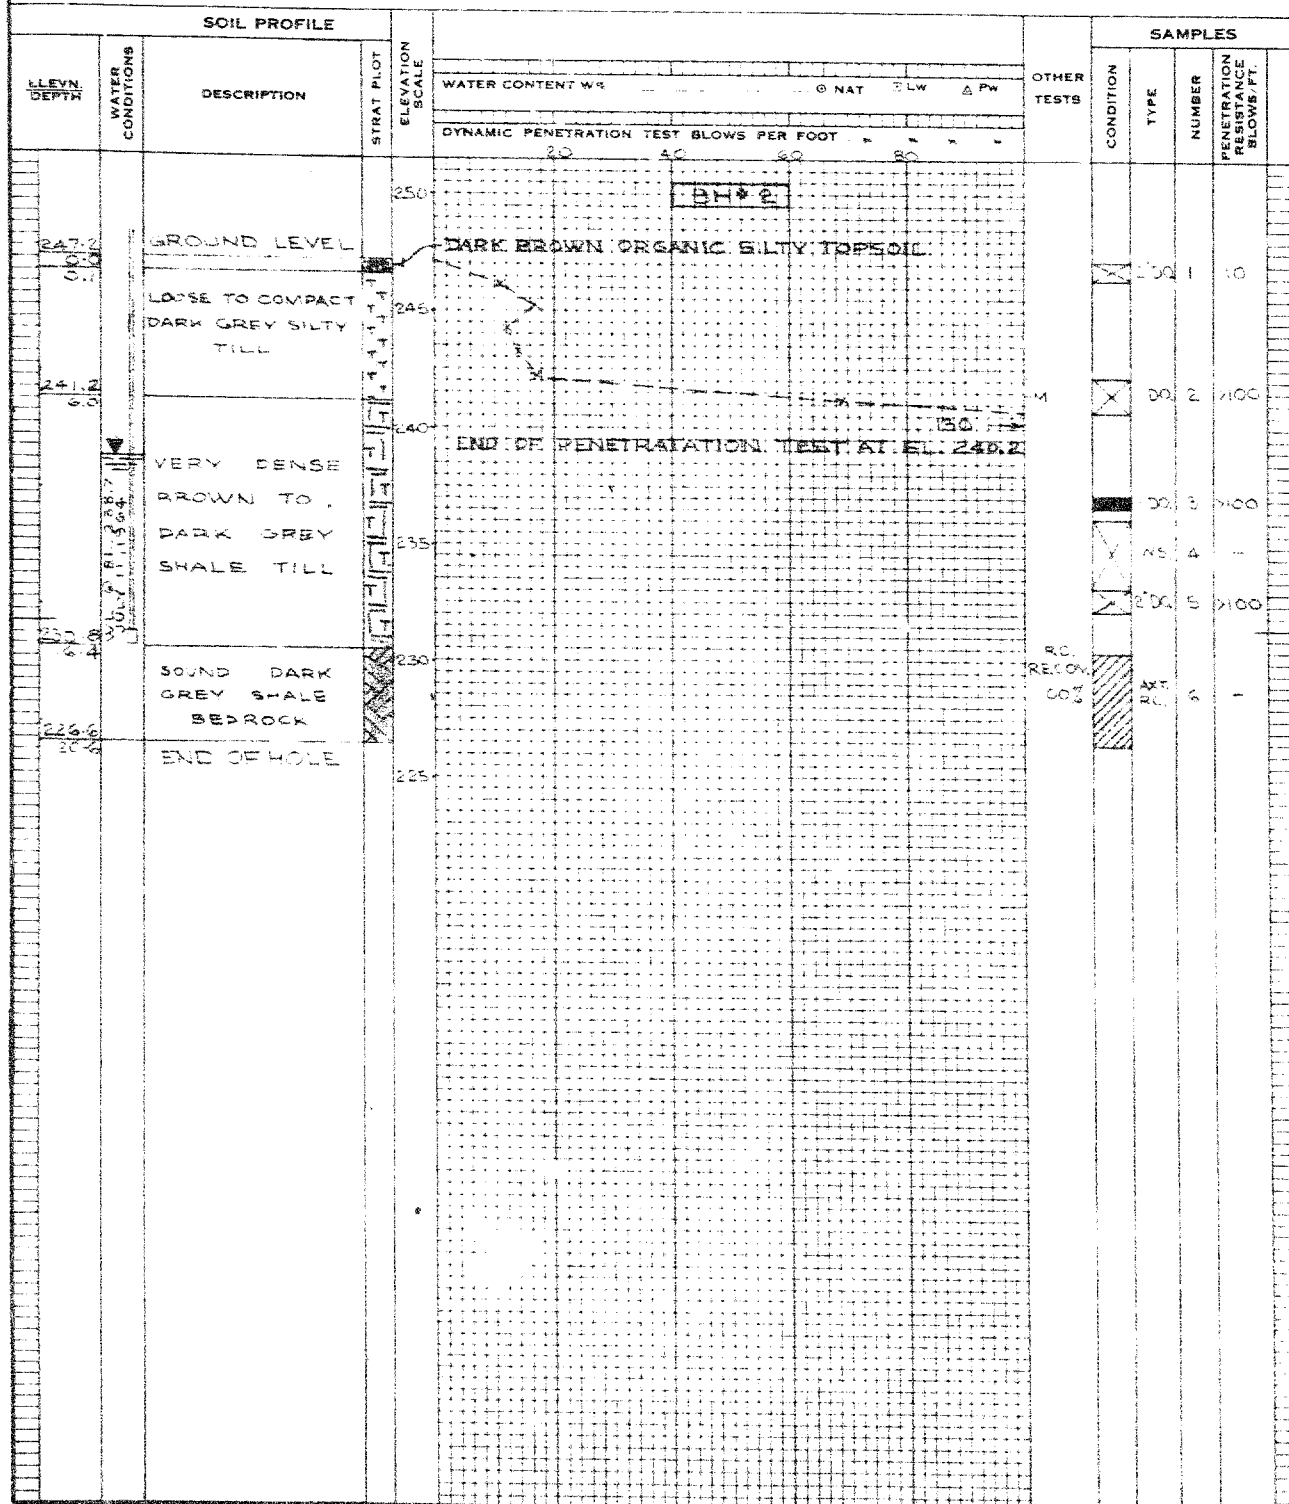 SOIL PROFILE
SAMPLES
DEPTH
WATER CONDITIONS
DESCRIPTION
STRAT PLOT
ELEVATION SCALE
WATER CONTENT W% ⊙ NAT LW △ PW
DYNAMIC PENETRATION TEST BLOWS PER FOOT
OTHER TESTS
CONDITION
TYPE
NUMBER
PENETRATION RESISTANCE BLOWS/FT.
20 40 60 80
250
BH# 2
247.2
GROUND LEVEL
DARK BROWN ORGANIC SILTY TOPSOIL
1
LOOSE TO COMPACT
DARK GREY SILTY
TILL
245
241.2
6.0
M
DO 2 >100
130
240
END OF PENETRATATION TEST AT EL. 240.2
VERY DENSE
BROWN TO
DARK GREY
SHALE TILL
DO 3 >100
235
4 -
2"DO 5 >100
230
SOUND DARK
GREY SHALE
BEDROCK
R.C.
RECOV.
AXT.
RC.
6 -
226.6
END OF HOLE
225